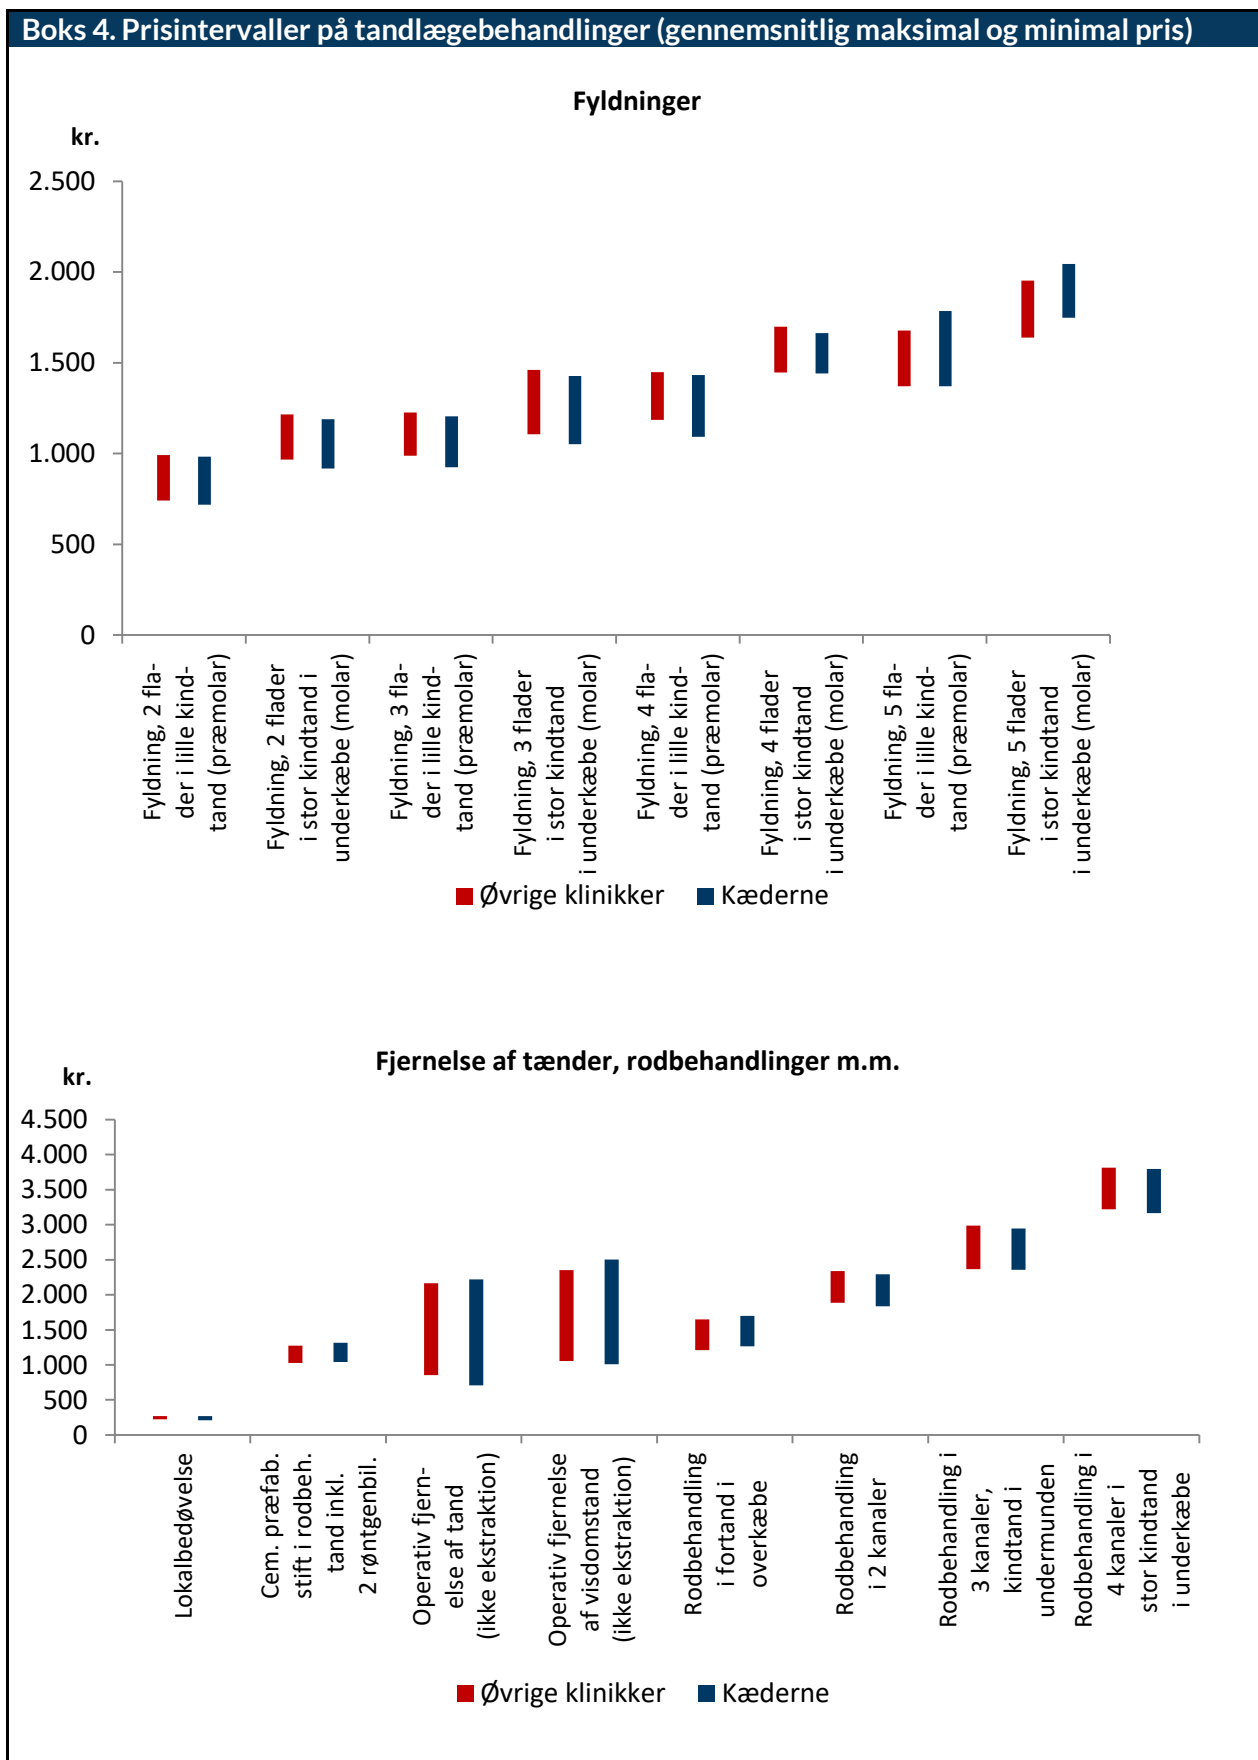 Boks 4. Prisintervaller på tandlægebehandlinger (gennemsnitlig maksimal og minimal pris)
Fyldninger
kr.
2.500
2.000
1.500
1.000
500
0
Fyldning, 2 fla-
der i lille kind-
tand (præmolar)
Fyldning, 2 flader
i stor kindtand i
underkæbe (molar)
Fyldning, 3 fla-
der i lille kind-
tand (præmolar)
Fyldning, 3 flader
i stor kindtand
i underkæbe (molar)
Fyldning, 4 fla-
der i lille kind-
tand (præmolar)
Fyldning, 4 flader
i stor kindtand
i underkæbe (molar)
Fyldning, 5 fla-
der i lille kind-
tand (præmolar)
Fyldning, 5 flader
i stor kindtand
i underkæbe (molar)
Øvrige klinikker Kæderne
Fjernelse af tænder, rodbehandlinger m.m.
kr.
4.500
4.000
3.500
3.000
2.500
2.000
1.500
1.000
500
0
Lokalbedøvelse
Cem. præfab.
stift i rodbeh.
tand inkl.
2 røntgenbil.
Operativ fjern-
else af tand
(ikke ekstraktion)
Operativ fjernelse
af visdomstand
(ikke ekstraktion)
Rodbehandling
i fortand i
overkæbe
Rodbehandling
i 2 kanaler
Rodbehandling i
3 kanaler,
kindtand i
undermunden
Rodbehandling i
4 kanaler i
stor kindtand
i underkæbe
Øvrige klinikker Kæderne